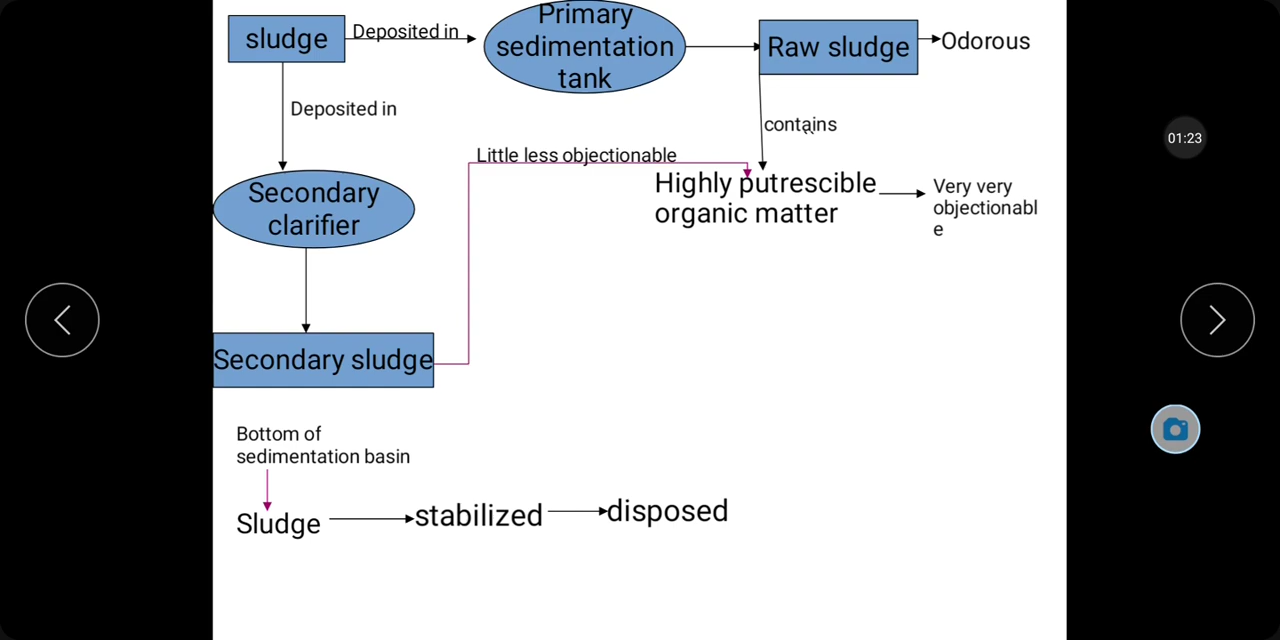 sludge
Deposited in
Primary
sedimentation
tank
Raw sludge
Odorous
Deposited in
contains
Little less objectionable
Highly putrescible
organic matter
Very very
objectionabl
e
Secondary
clarifier
Secondary sludge
Bottom of
sedimentation basin
Sludge
stabilized
disposed
01:23